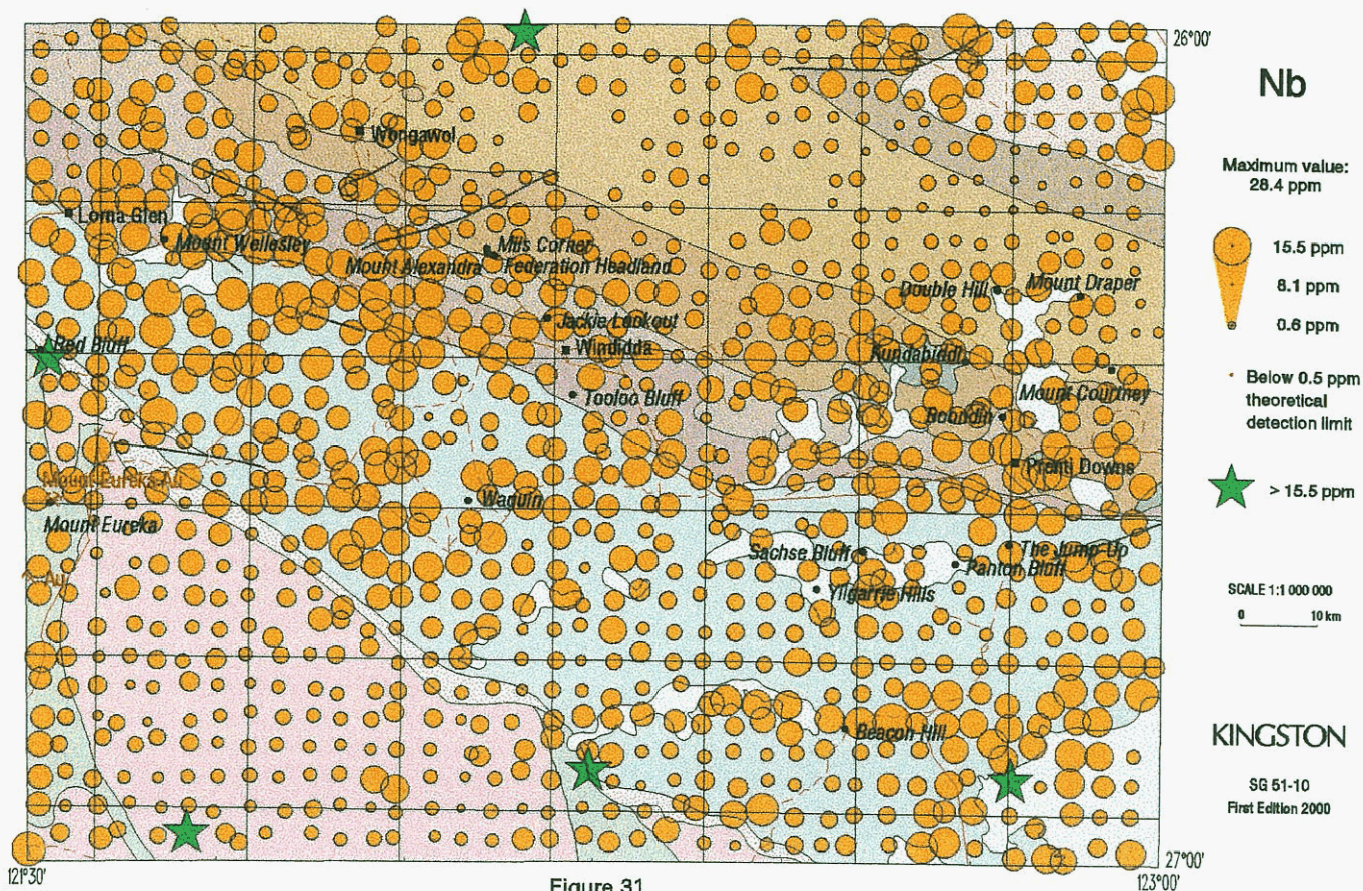 26°00'
Nb
Maximum value:
28.4 ppm
15.5 ppm
8.1 ppm
0.6 ppm
Below 0.5 ppm
theoretical
detection limit
> 15.5 ppm
SCALE 1:1 000 000
0 10 km
KINGSTON
SG 51-10
First Edition 2000
Wongawol
Lorna Glen
Mount Wellesley
Mils Corner
Mount Alexandra
Federation Headland
Double Hill
Mount Draper
Jackie Lookout
Red Bluff
Windidda
Kundabiddi
Mount Courtney
Tooloo Bluff
Bobodin
Prenti Downs
Mount Eureka Au
Mount Eureka
Waguin
Sachse Bluff
The Jump-Up
Panton Bluff
Au
Yilgarrie Hills
Beacon Hill
27°00'
121°30'
Figure 31
123°00'